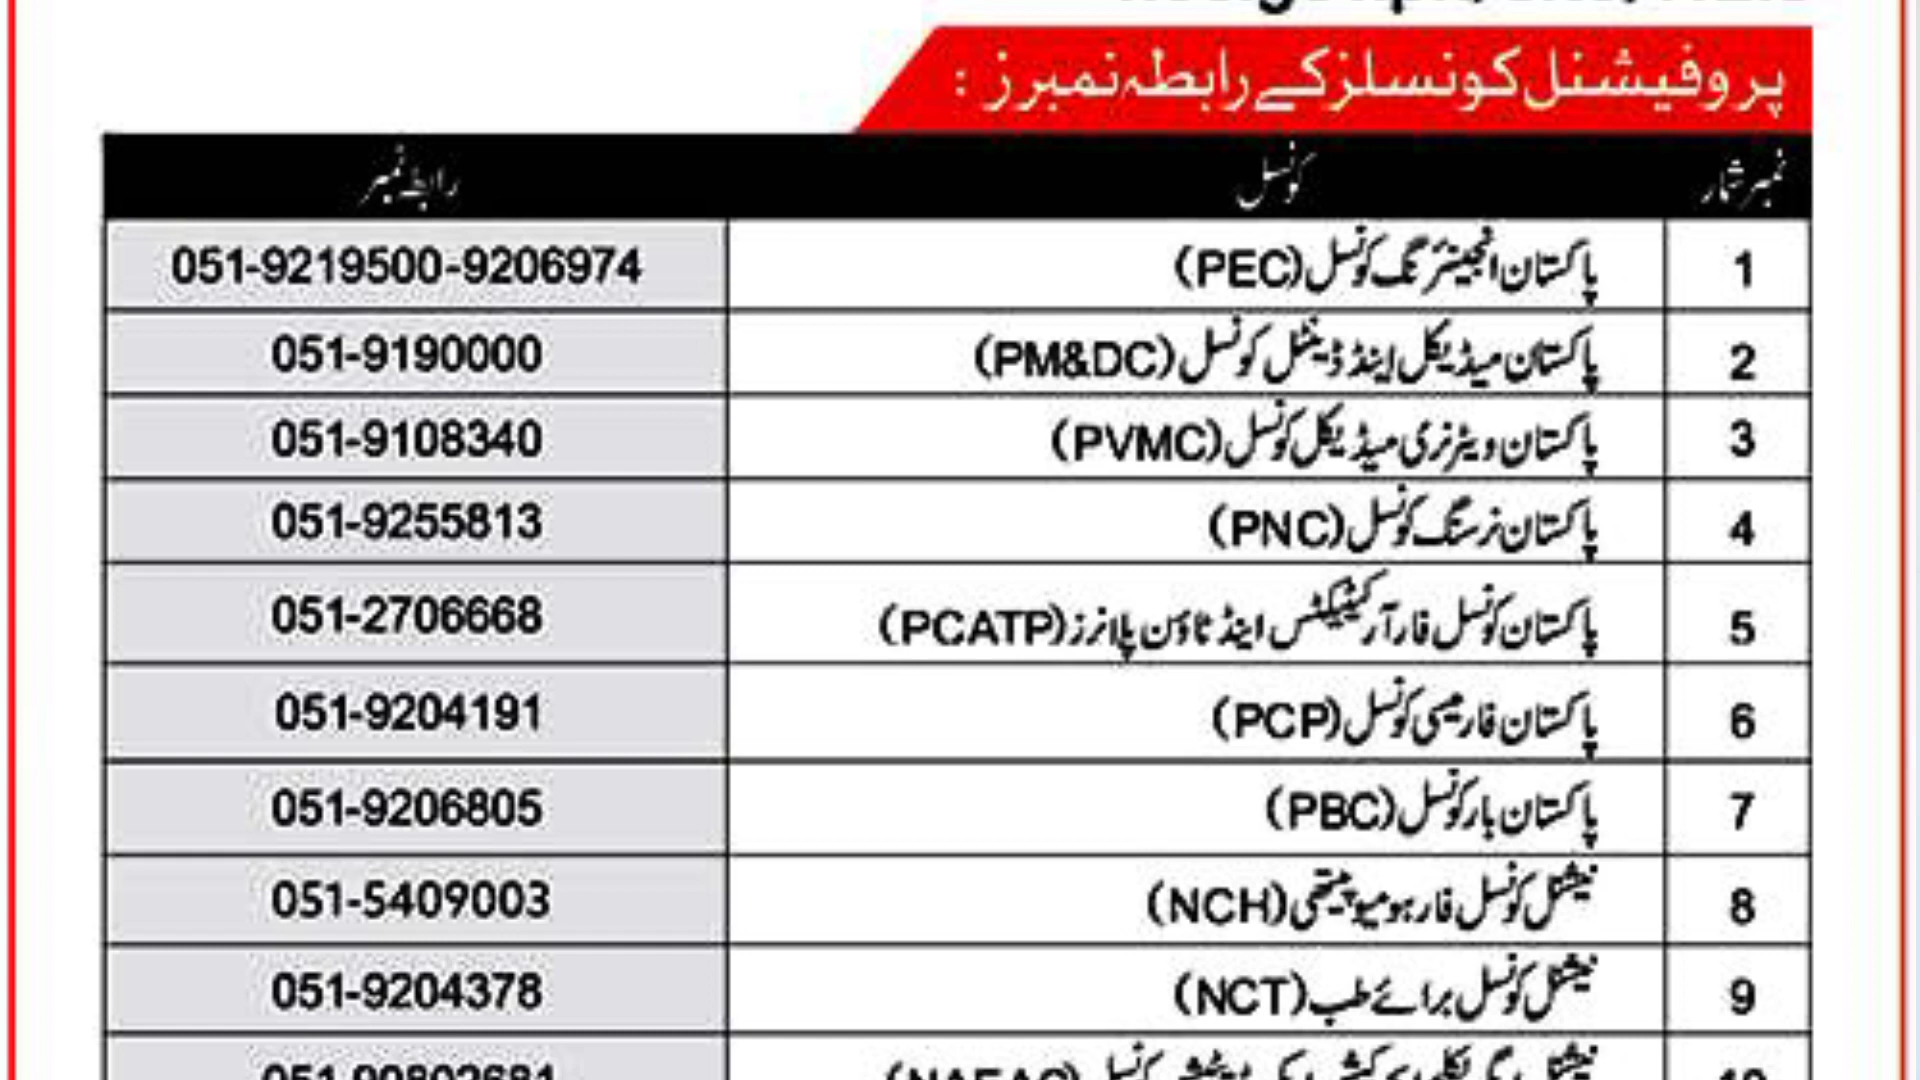 پروفیشنل کونسلز کے رابطہ نمبرز :
نمبر شمار کونسل رابطے نمبر
1 پاکستان انجینئرنگ کونسل (PEC) 051-9219500-9206974
2 پاکستان میڈیکل اینڈ ڈینٹل کونسل (PM&DC) 051-9190000
3 پاکستان ویٹرنری میڈیکل کونسل (PVMC) 051-9108340
4 پاکستان نرسنگ کونسل (PNC) 051-9255813
5 پاکستان کونسل فار آرکیٹیکٹس اینڈ ٹاؤن پلانرز (PCATP) 051-2706668
6 پاکستان فارمیسی کونسل (PCP) 051-9204191
7 پاکستان بار کونسل (PBC) 051-9206805
8 نیشنل کونسل فار ہومیوپیتھی (NCH) 051-5409003
9 نیشنل کونسل برائے طب (NCT) 051-9204378
10 نیشنل